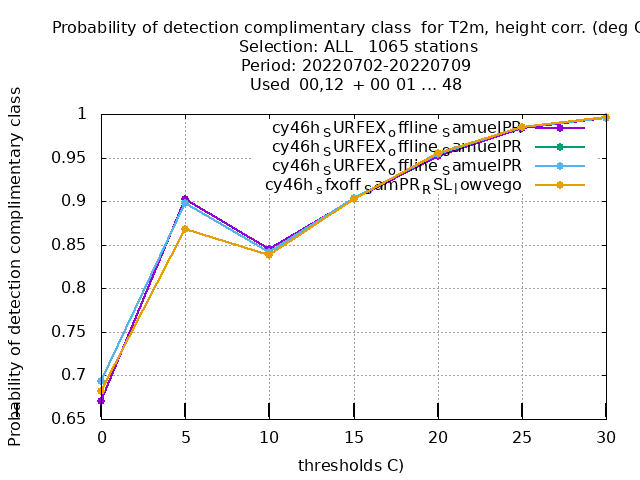 Probability of detection complimentary class for T2m, height corr. (deg C
Selection: ALL 1065 stations
Period: 20220702-20220709
Used 00,12 + 00 01 ... 48
Probability of detection complimentary class
1
0.95
0.9
0.85
0.8
0.75
0.7
0.65
cy46h_SURFEX_offline_SamuelPR
cy46h_SURFEX_offline_SamuelPR
cy46h_SURFEX_offline_SamuelPR
cy46h_sfxoff_SamPR_RSL_lowvego
0 5 10 15 20 25 30
thresholds C)